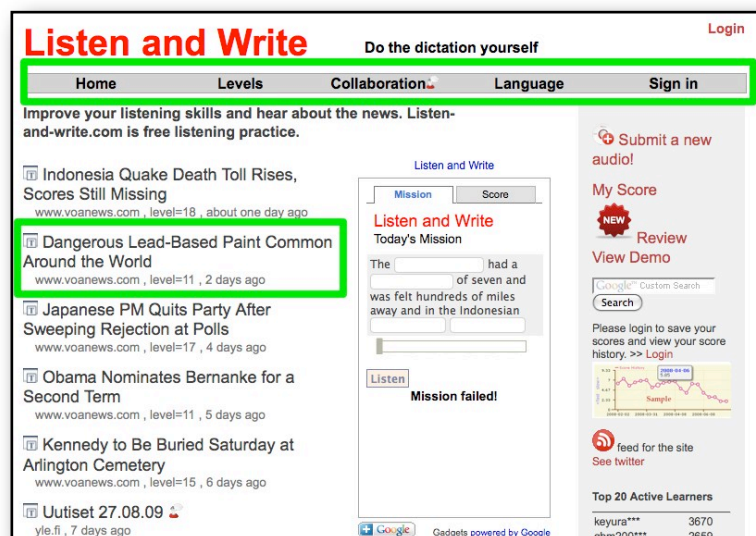 Login
Listen and Write
Do the dictation yourself
Home Levels Collaboration Language Sign in
Improve your listening skills and hear about the news. Listen-
and-write.com is free listening practice.
Indonesia Quake Death Toll Rises,
Scores Still Missing
www.voanews.com , level=18 , about one day ago
Dangerous Lead-Based Paint Common
Around the World
www.voanews.com , level=11 , 2 days ago
Japanese PM Quits Party After
Sweeping Rejection at Polls
www.voanews.com , level=17 , 4 days ago
Obama Nominates Bernanke for a
Second Term
www.voanews.com , level=11 , 5 days ago
Kennedy to Be Buried Saturday at
Arlington Cemetery
www.voanews.com , level=15 , 6 days ago
Uutiset 27.08.09
yle.fi , 7 days ago
Listen and Write
Mission Score
Listen and Write
Today's Mission
The had a
of seven and
was felt hundreds of miles
away and in the Indonesian
Listen
Mission failed!
Google Gadgets powered by Google
Submit a new
audio!
My Score
NEW
Review
View Demo
Google™ Custom Search
Search
Please login to save your
scores and view your score
history. >> Login
Sample
feed for the site
See twitter
Top 20 Active Learners
keyura*** 3670